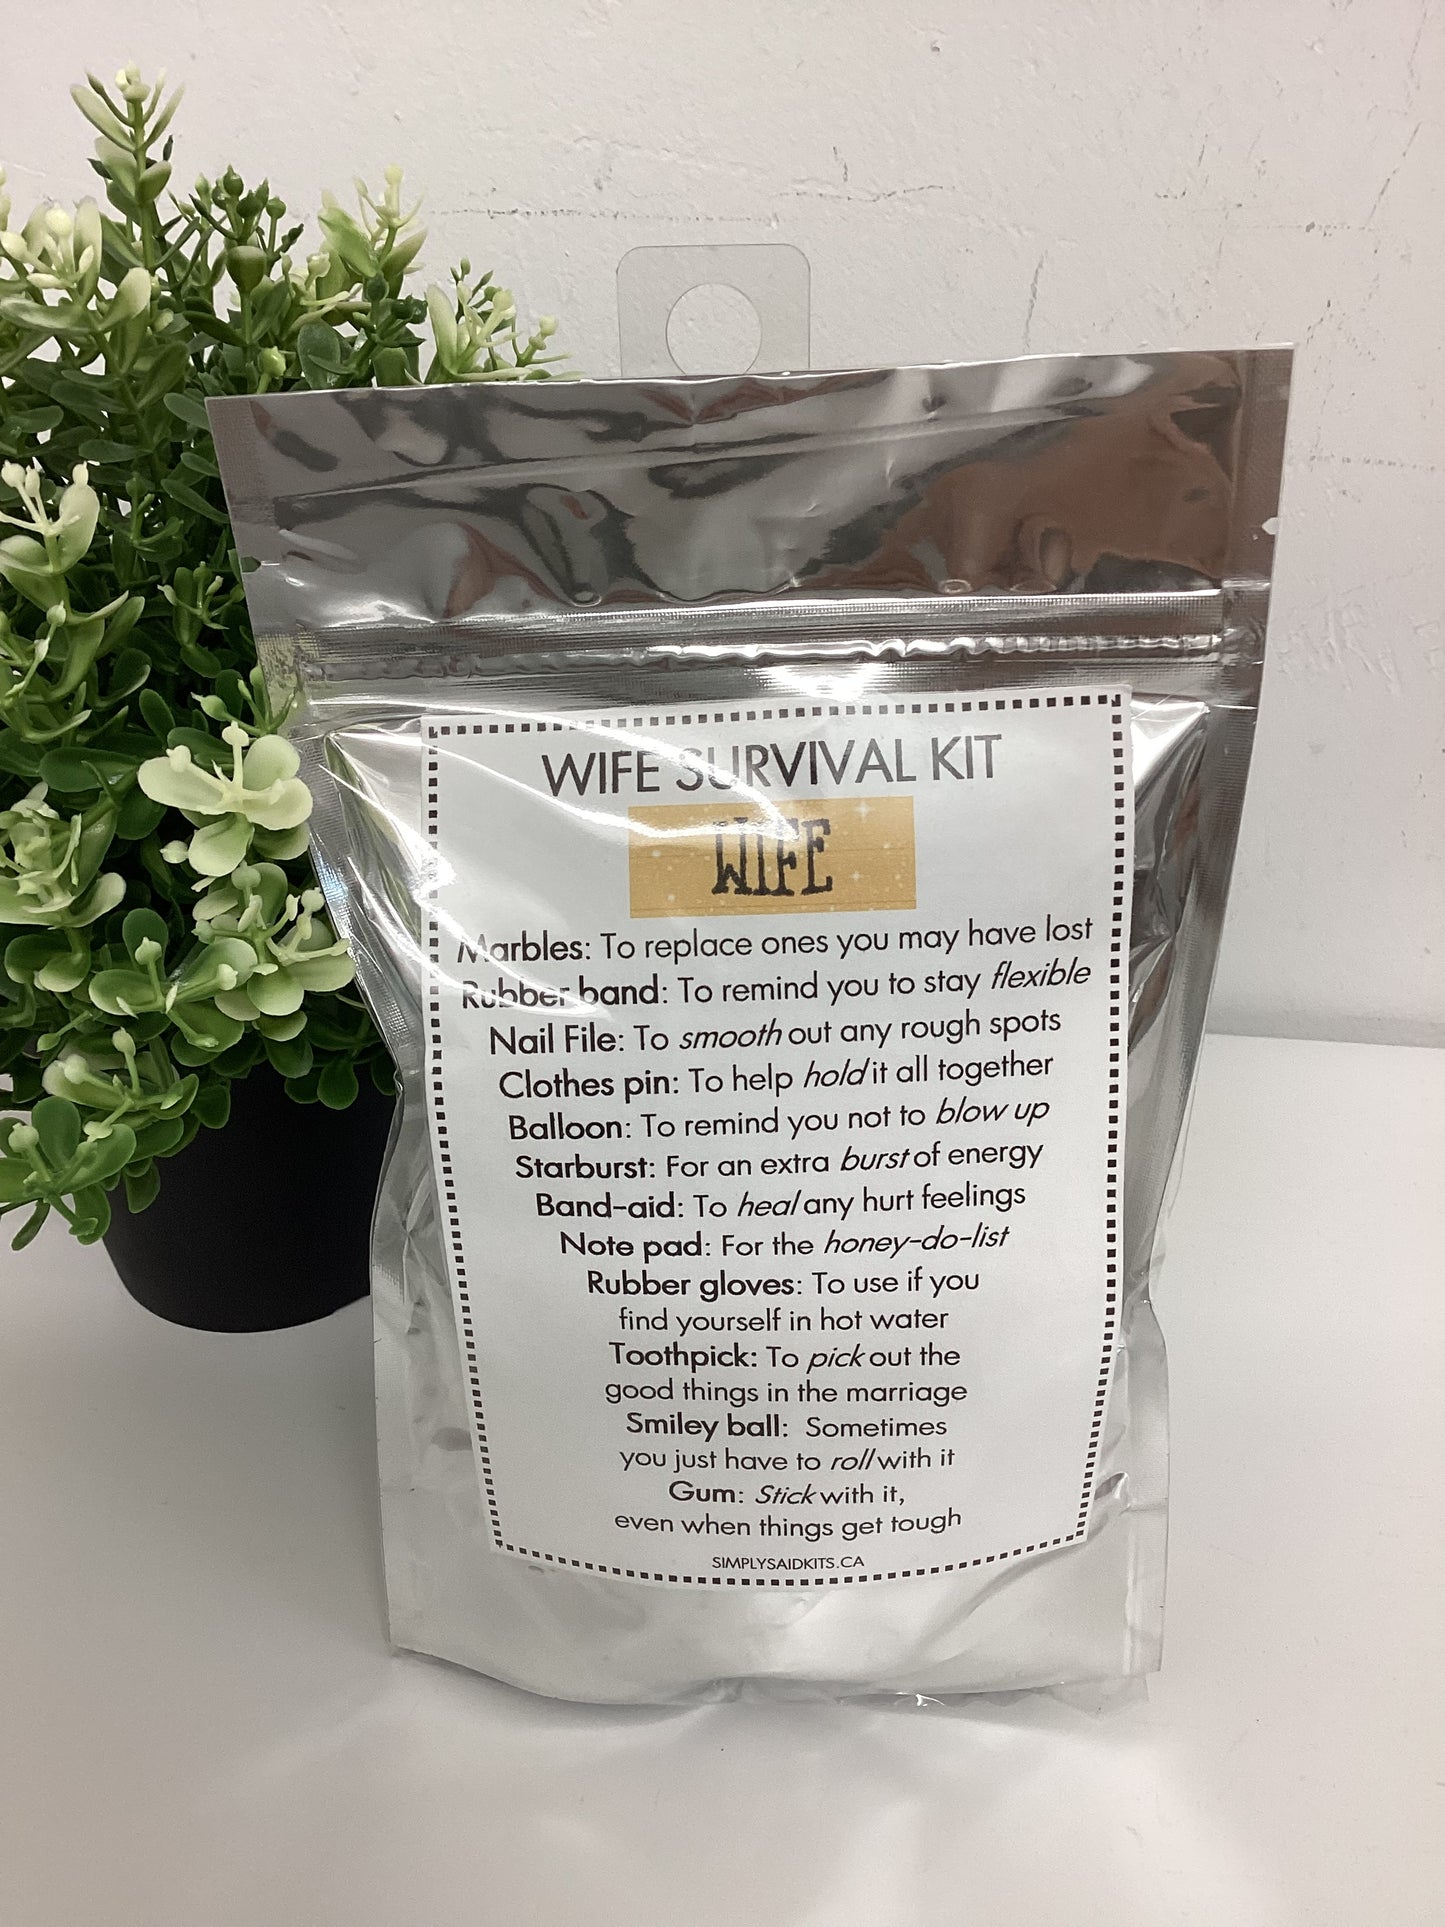 WIFE SURVIVAL KIT
WIFE
Marbles: To replace ones you may have lost
Rubber band: To remind you to stay flexible
Nail File: To smooth out any rough spots
Clothes pin: To help hold it all together
Balloon: To remind you not to blow up
Starburst: For an extra burst of energy
Band-aid: To heal any hurt feelings
Note pad: For the honey-do-list
Rubber gloves: To use if you
find yourself in hot water
Toothpick: To pick out the
good things in the marriage
Smiley ball: Sometimes
you just have to roll with it
Gum: Stick with it,
even when things get tough
SIMPLYSAIDKITS.CA